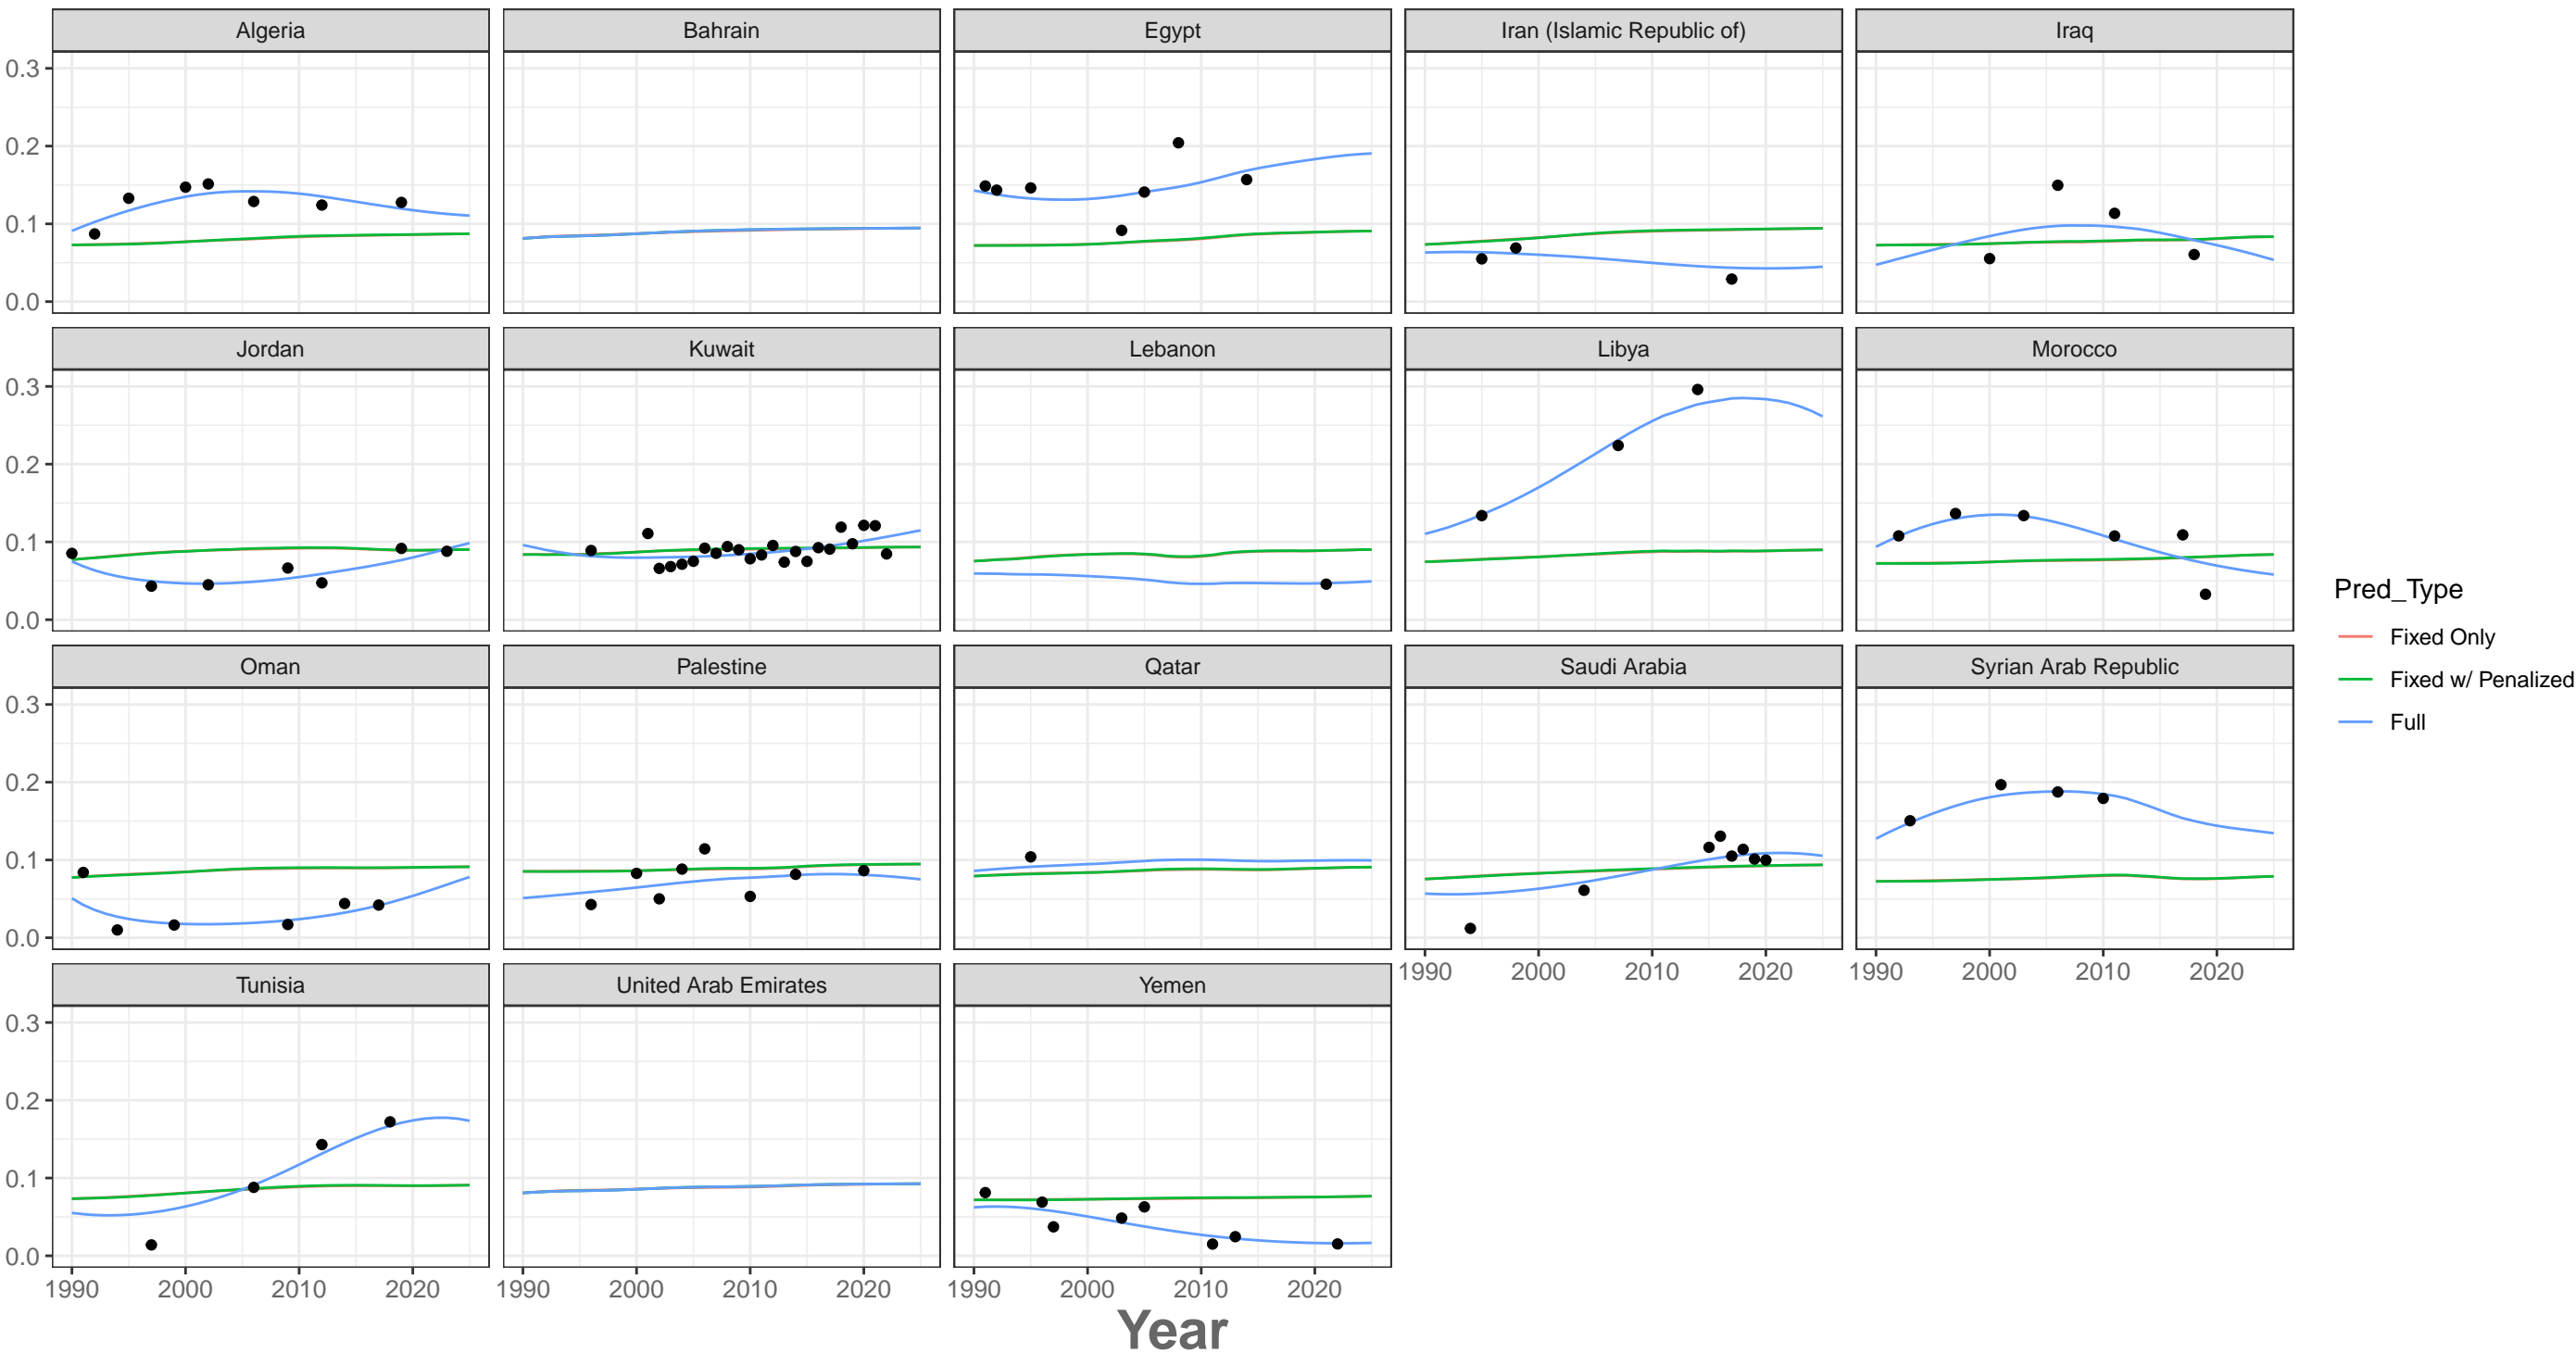 Algeria Bahrain Egypt Iran (Islamic Republic of) Iraq
0.3
0.2
0.1
0.0
Jordan Kuwait Lebanon Libya Morocco
0.3
0.2
0.1
0.0
Oman Palestine Qatar Saudi Arabia Syrian Arab Republic
0.3
0.2
0.1
0.0
1990 2000 2010 2020 1990 2000 2010 2020
Tunisia United Arab Emirates Yemen
0.3
0.2
0.1
0.0
1990 2000 2010 2020 1990 2000 2010 2020 1990 2000 2010 2020
Year
Pred_Type
Fixed Only
Fixed w/ Penalized
Full